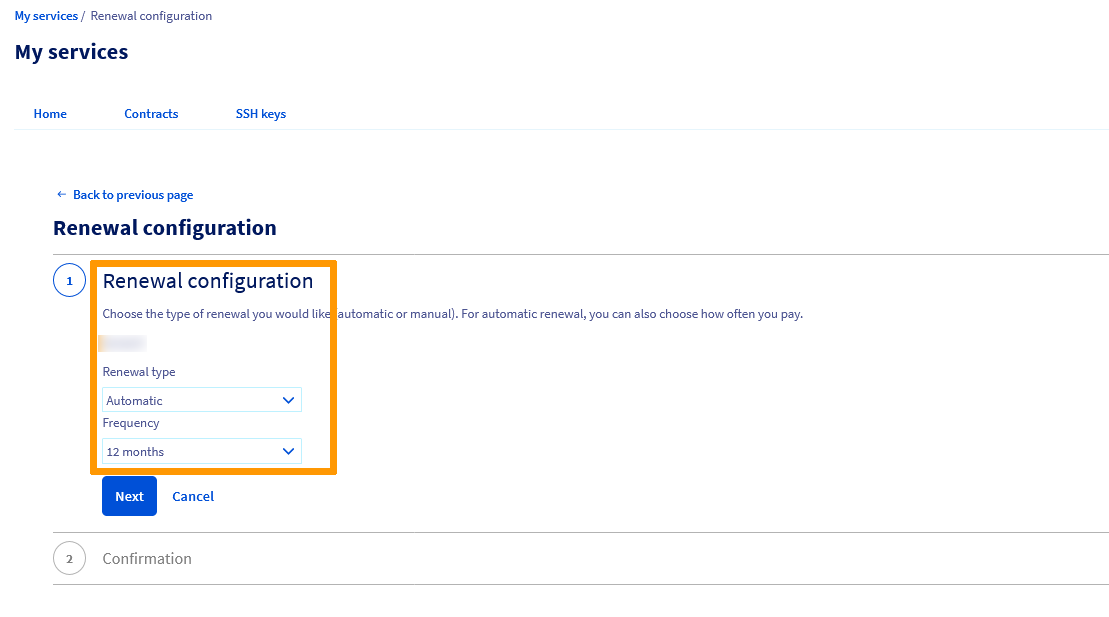 My services / Renewal configuration
My services
Home Contracts SSH keys
← Back to previous page
Renewal configuration
1 Renewal configuration
Choose the type of renewal you would like automatic or manual). For automatic renewal, you can also choose how often you pay.
Renewal type
Automatic
Frequency
12 months
Next Cancel
2 Confirmation